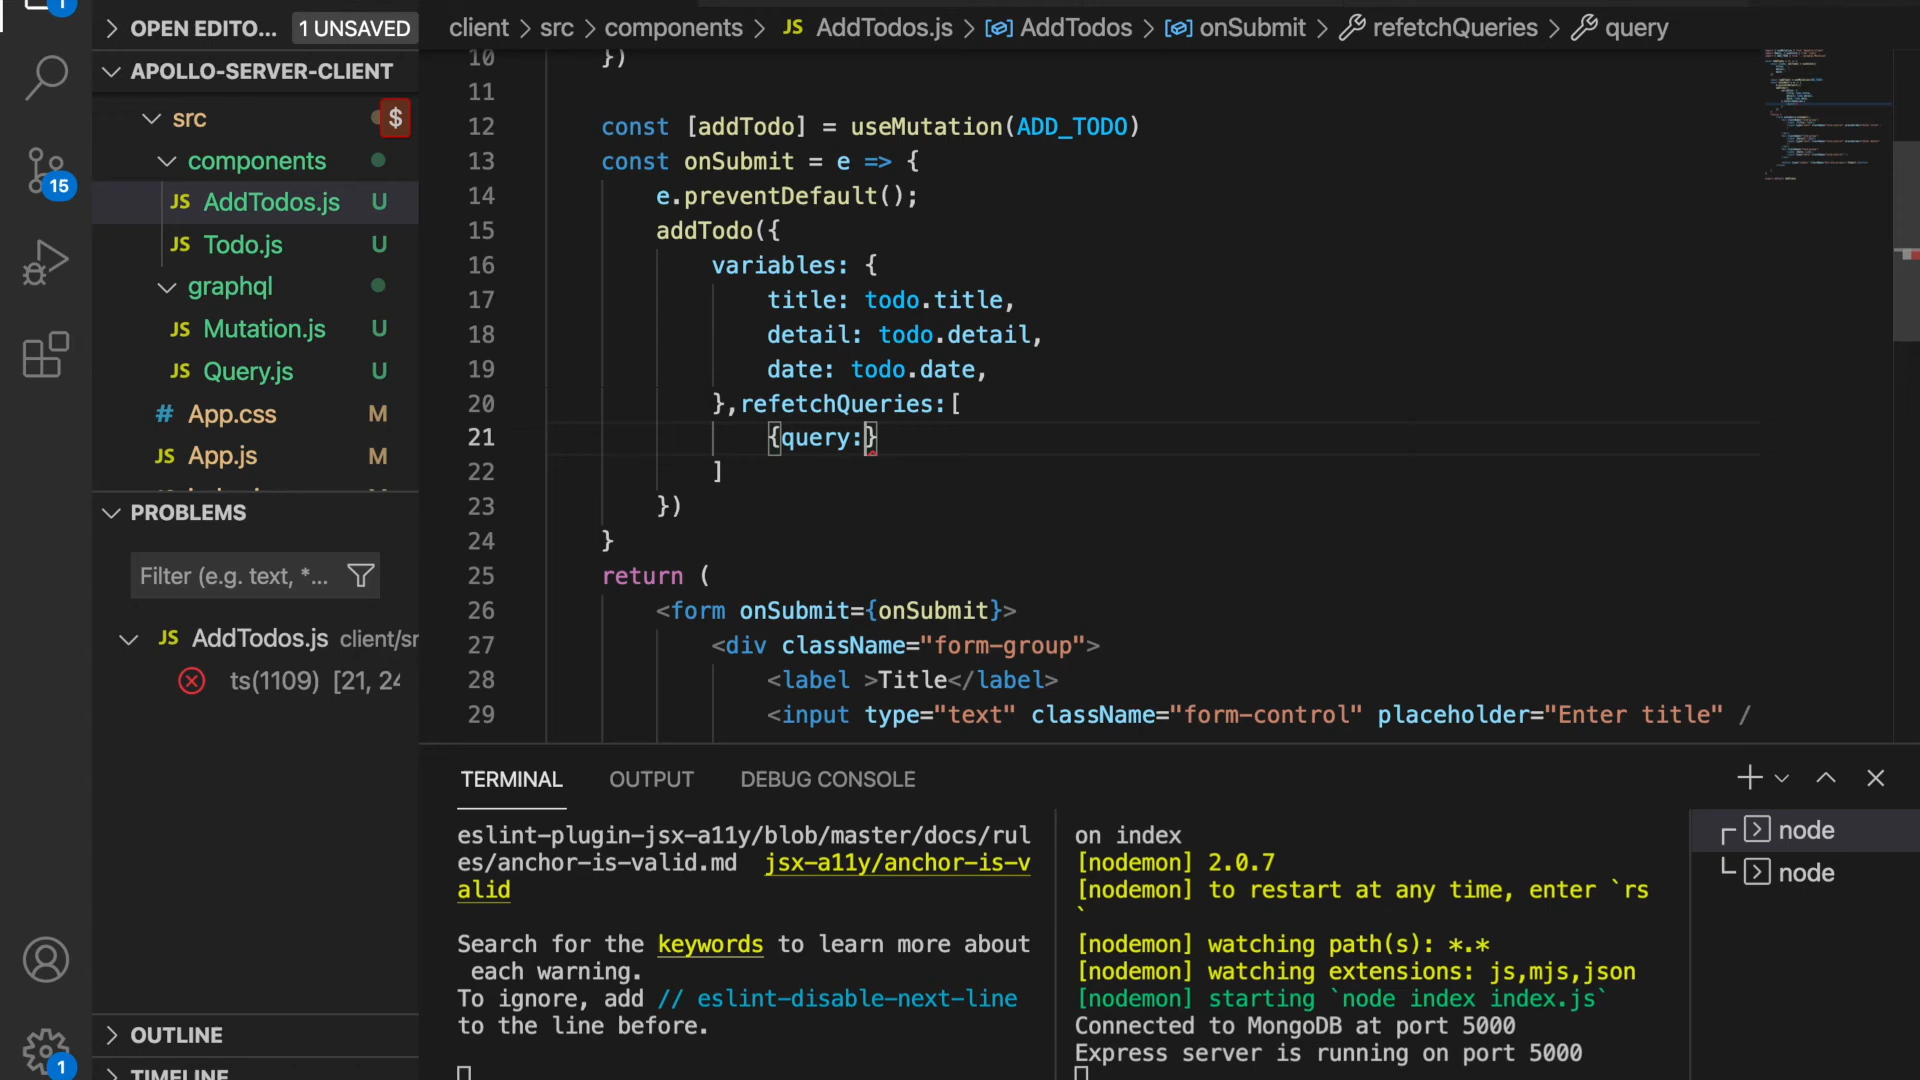 1
OPEN EDITO...
1 UNSAVED
APOLLO-SERVER-CLIENT
src
$
components
JS AddTodos.js U
JS Todo.js U
graphql
JS Mutation.js U
JS Query.js U
# App.css M
JS App.js M
PROBLEMS
Filter (e.g. text, *...
JS AddTodos.js client/sr
ts(1109) [21, 24
OUTLINE
TIMELINE
15
1
client > src > components > JS AddTodos.js > AddTodos > onSubmit > refetchQueries > query
10 })
11
12 const [addTodo] = useMutation(ADD_TODO)
13 const onSubmit = e => {
14 e.preventDefault();
15 addTodo({
16 variables: {
17 title: todo.title,
18 detail: todo.detail,
19 date: todo.date,
20 },refetchQueries:[
21 {query:}
22 ]
23 })
24 }
25 return (
26 <form onSubmit={onSubmit}>
27 <div className="form-group">
28 <label >Title</label>
29 <input type="text" className="form-control" placeholder="Enter title" /
TERMINAL
OUTPUT
DEBUG CONSOLE
eslint-plugin-jsx-a11y/blob/master/docs/rul
es/anchor-is-valid.md jsx-a11y/anchor-is-v
alid
Search for the keywords to learn more about
each warning.
To ignore, add // eslint-disable-next-line
to the line before.
on index
[nodemon] 2.0.7
[nodemon] to restart at any time, enter `rs
`
[nodemon] watching path(s): *.*
[nodemon] watching extensions: js,mjs,json
[nodemon] starting `node index index.js`
Connected to MongoDB at port 5000
Express server is running on port 5000
node
node